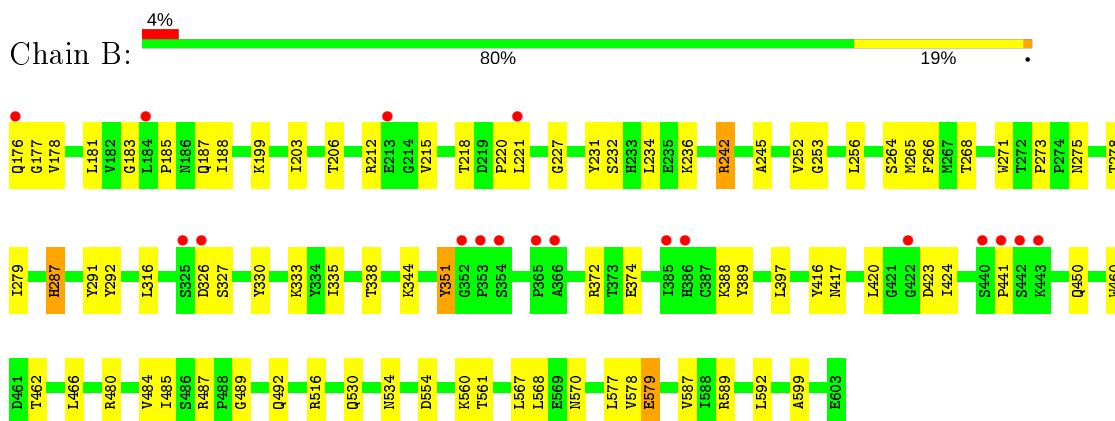 4%
Chain B:
80% 19% •
Q176 G177 V178 L181 V182 G183 L184 P185 N186 Q187 I188 K199 I203 T206 R212 E213 G214 V215 T218 D219 P220 L221 G227 Y231 S232 H233 L234 E235 K236 R242 A245 V252 G253 L256 S264 M265 F266 M267 T268 W271 T272 P273 P274 N275 T278
I279 H287 Y291 Y292 L316 S325 D326 S327 Y330 K333 Y334 I335 T338 K344 Y351 G352 P353 S354 P365 A366 R372 T373 E374 I385 H386 C387 K388 Y389 L397 Y416 N417 L420 G421 G422 D423 I424 S440 P441 S442 K443 Q450 W460
D461 T462 L466 R480 V484 I485 S486 R487 P488 G489 Q492 R516 Q530 N534 D554 K560 T561 L567 L568 E569 N570 L577 V578 E579 V587 I588 R589 L592 A599 E603